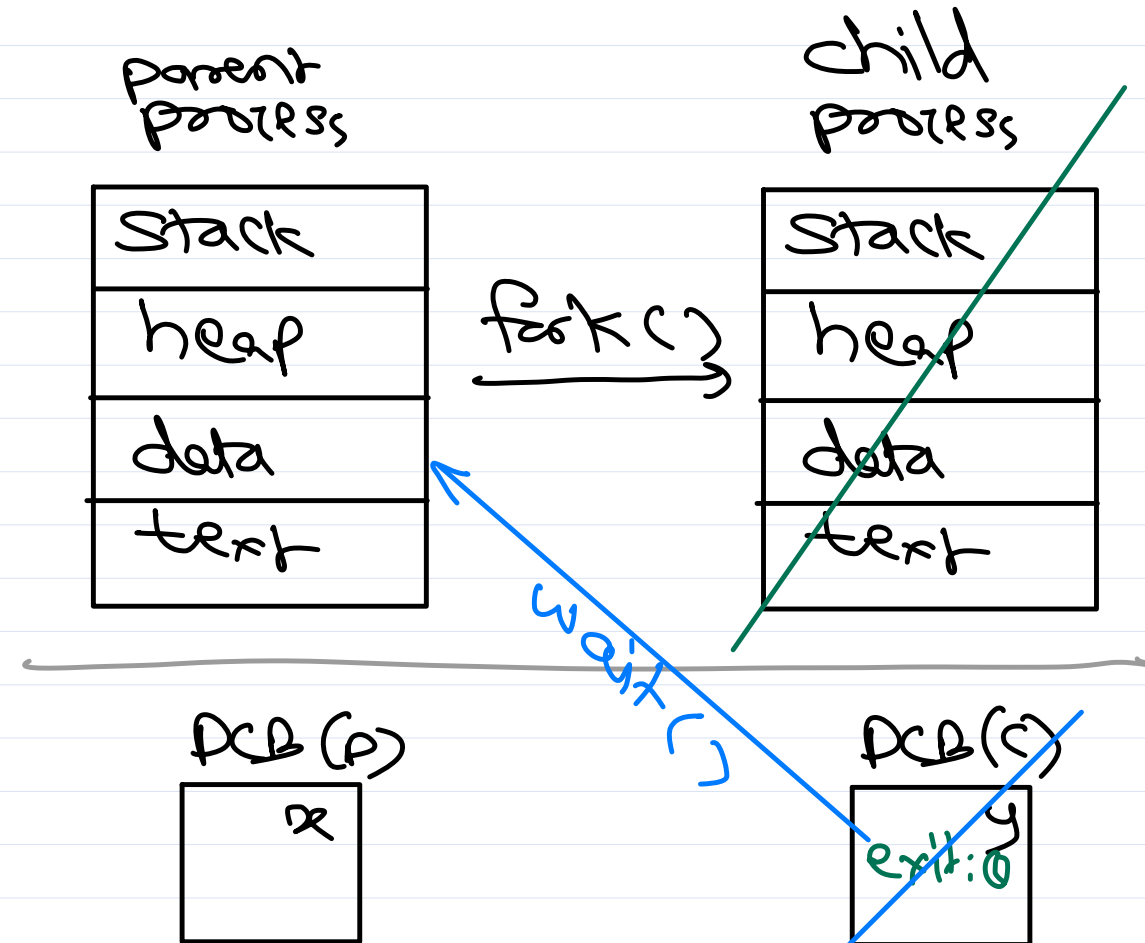 parent
process
stack
heap
data
text
fork()
child
process
stack
heap
data
text
wait()
PCB(P)
x
PCB(C)
y
exit:0